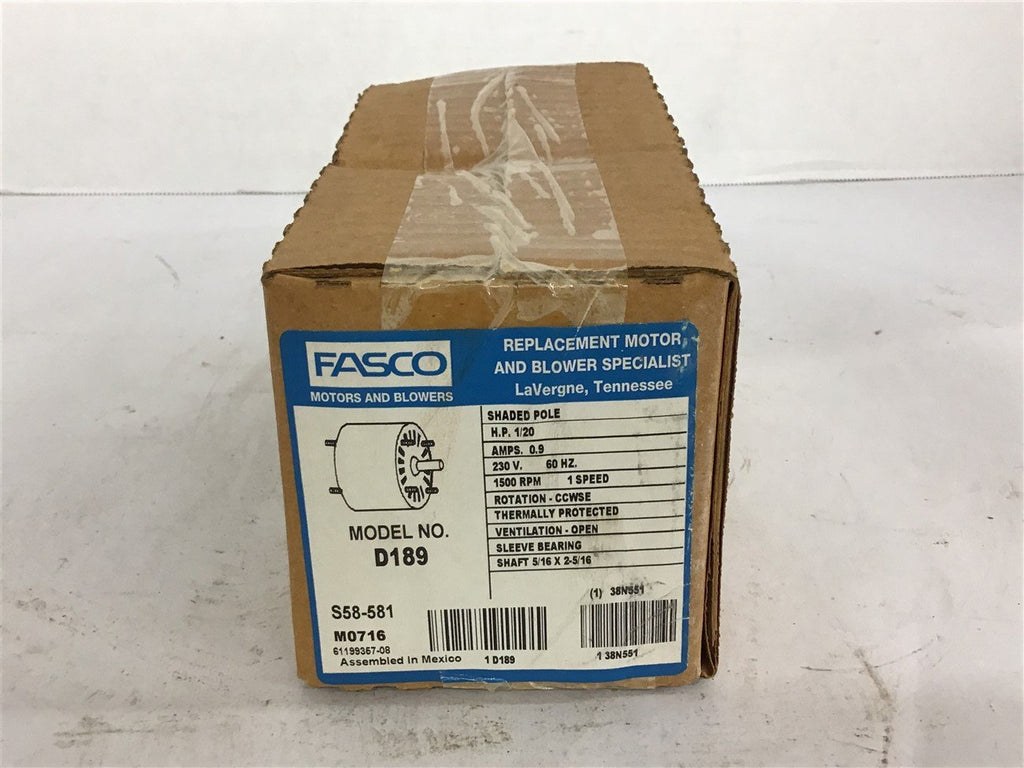 FASCO
MOTORS AND BLOWERS
REPLACEMENT MOTOR
AND BLOWER SPECIALIST
LaVergne, Tennessee
SHADED POLE
H.P. 1/20
AMPS. 0.9
230 V. 60 HZ.
1500 RPM 1 SPEED
ROTATION - CCWSE
THERMALLY PROTECTED
VENTILATION - OPEN
SLEEVE BEARING
SHAFT 5/16 X 2-5/16
MODEL NO.
D189
S58-581
M0716
61199357-08
Assembled in Mexico
1 D189
(1) 38N551
1 38N551